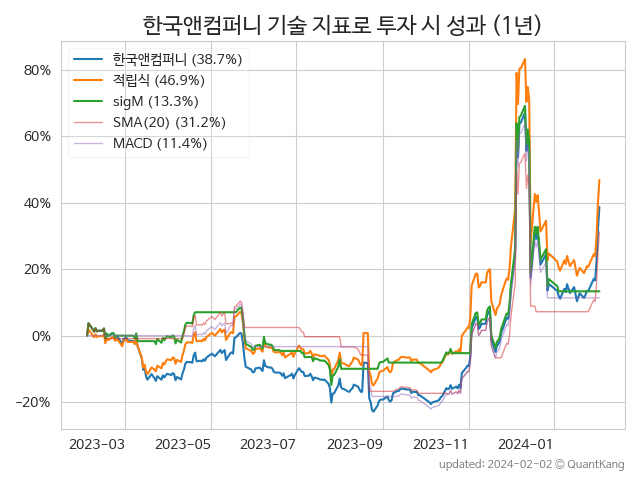 한국앤컴퍼니 기술 지표로 투자 시 성과 (1년)
한국앤컴퍼니 (38.7%)
적립식 (46.9%)
sigM (13.3%)
SMA(20) (31.2%)
MACD (11.4%)
80%
60%
40%
20%
0%
−20%
2023-03 2023-05 2023-07 2023-09 2023-11 2024-01
updated: 2024-02-02 © QuantKang